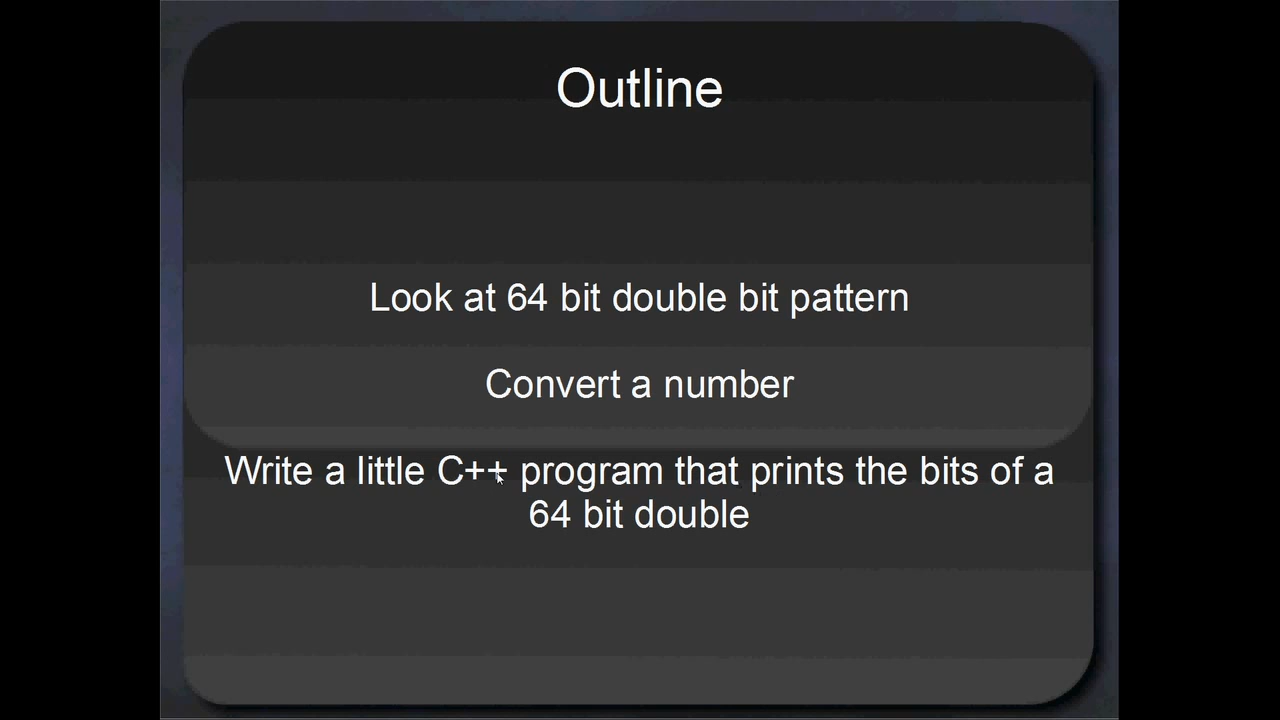 Outline
Look at 64 bit double bit pattern
Convert a number
Write a little C++ program that prints the bits of a
64 bit double